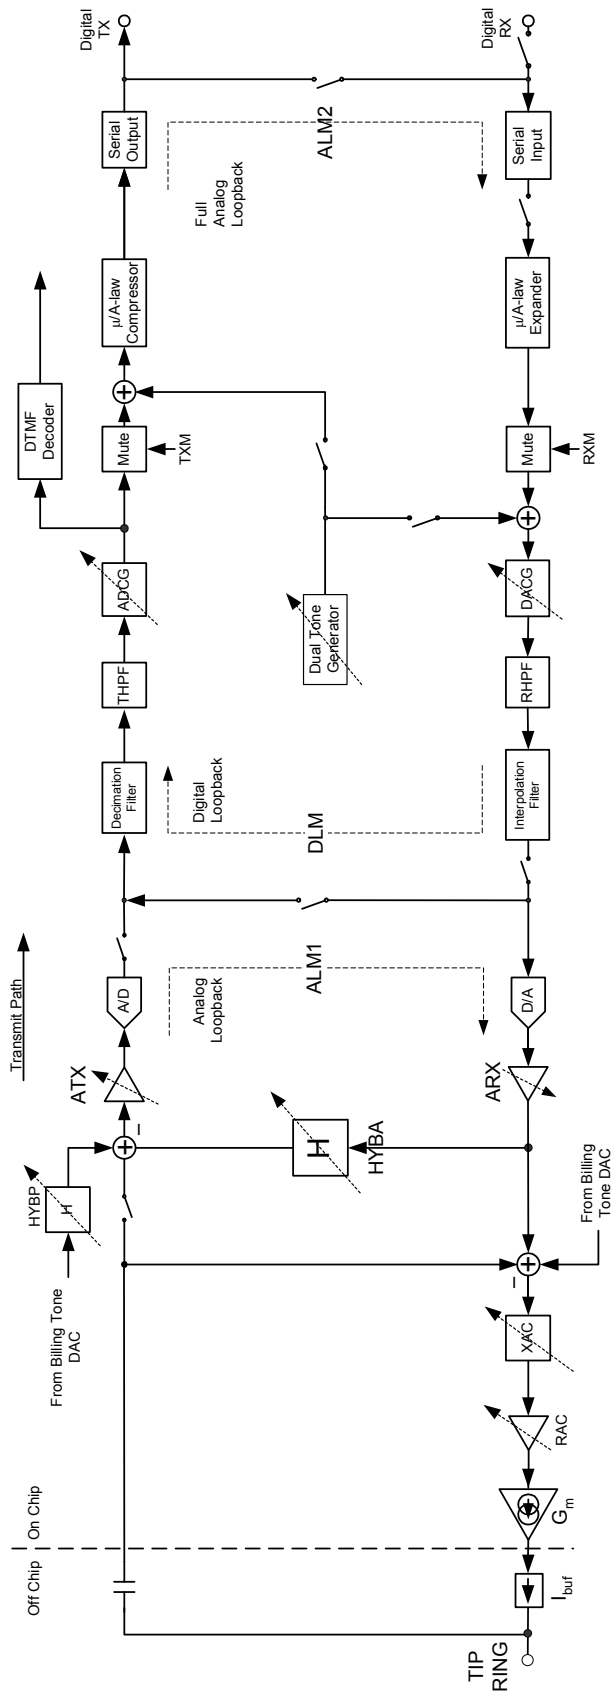 Off Chip
On Chip
Transmit Path
From Billing Tone
DAC
HYBP
H
ATX
A/D
Decimation
Filter
THPF
ADCG
DTMF
Decoder
Mute
TXM
+
μ/A-law
Compressor
Serial
Output
Digital
TX
+
–
H
HYBA
Analog
Loopback
ALM1
Digital
Loopback
DLM
Dual Tone
Generator
Full
Analog
Loopback
ALM2
TIP
RING
Ibuf
Gm
RAC
XAC
–
+
From Billing
Tone DAC
ARX
D/A
Interpolation
Filter
RHPF
DACG
+
Mute
RXM
μ/A-law
Expander
Serial
Input
Digital
RX